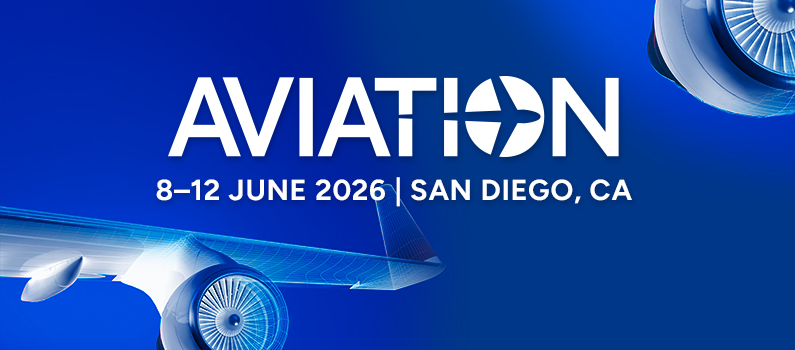 AVIATION
8–12 JUNE 2026 | SAN DIEGO, CA